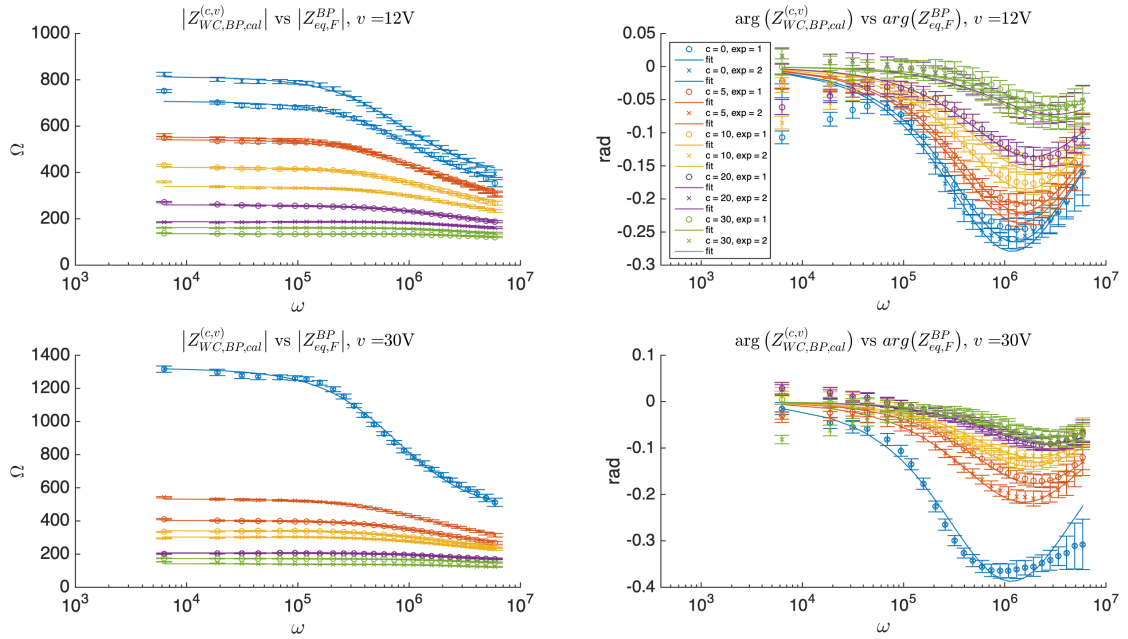 |Z_{WC,BP,cal}^{(c,v)}| vs |Z_{eq,F}^{BP}|, v =12V
1000
800
600
400
200
0
Ω
10^3
10^4
10^5
10^6
10^7
ω
arg(Z_{WC,BP,cal}^{(c,v)}) vs arg(Z_{eq,F}^{BP}), v =12V
0.05
0
-0.05
-0.1
-0.15
-0.2
-0.25
-0.3
rad
c = 0, exp = 1
fit
c = 0, exp = 2
fit
c = 5, exp = 1
fit
c = 5, exp = 2
fit
c = 10, exp = 1
fit
c = 10, exp = 2
fit
c = 20, exp = 1
fit
c = 20, exp = 2
fit
c = 30, exp = 1
fit
c = 30, exp = 2
fit
10^3
10^4
10^5
10^6
10^7
ω
|Z_{WC,BP,cal}^{(c,v)}| vs |Z_{eq,F}^{BP}|, v =30V
1400
1200
1000
800
600
400
200
0
Ω
10^3
10^4
10^5
10^6
10^7
ω
arg(Z_{WC,BP,cal}^{(c,v)}) vs arg(Z_{eq,F}^{BP}), v =30V
0.1
0
-0.1
-0.2
-0.3
-0.4
rad
10^3
10^4
10^5
10^6
10^7
ω